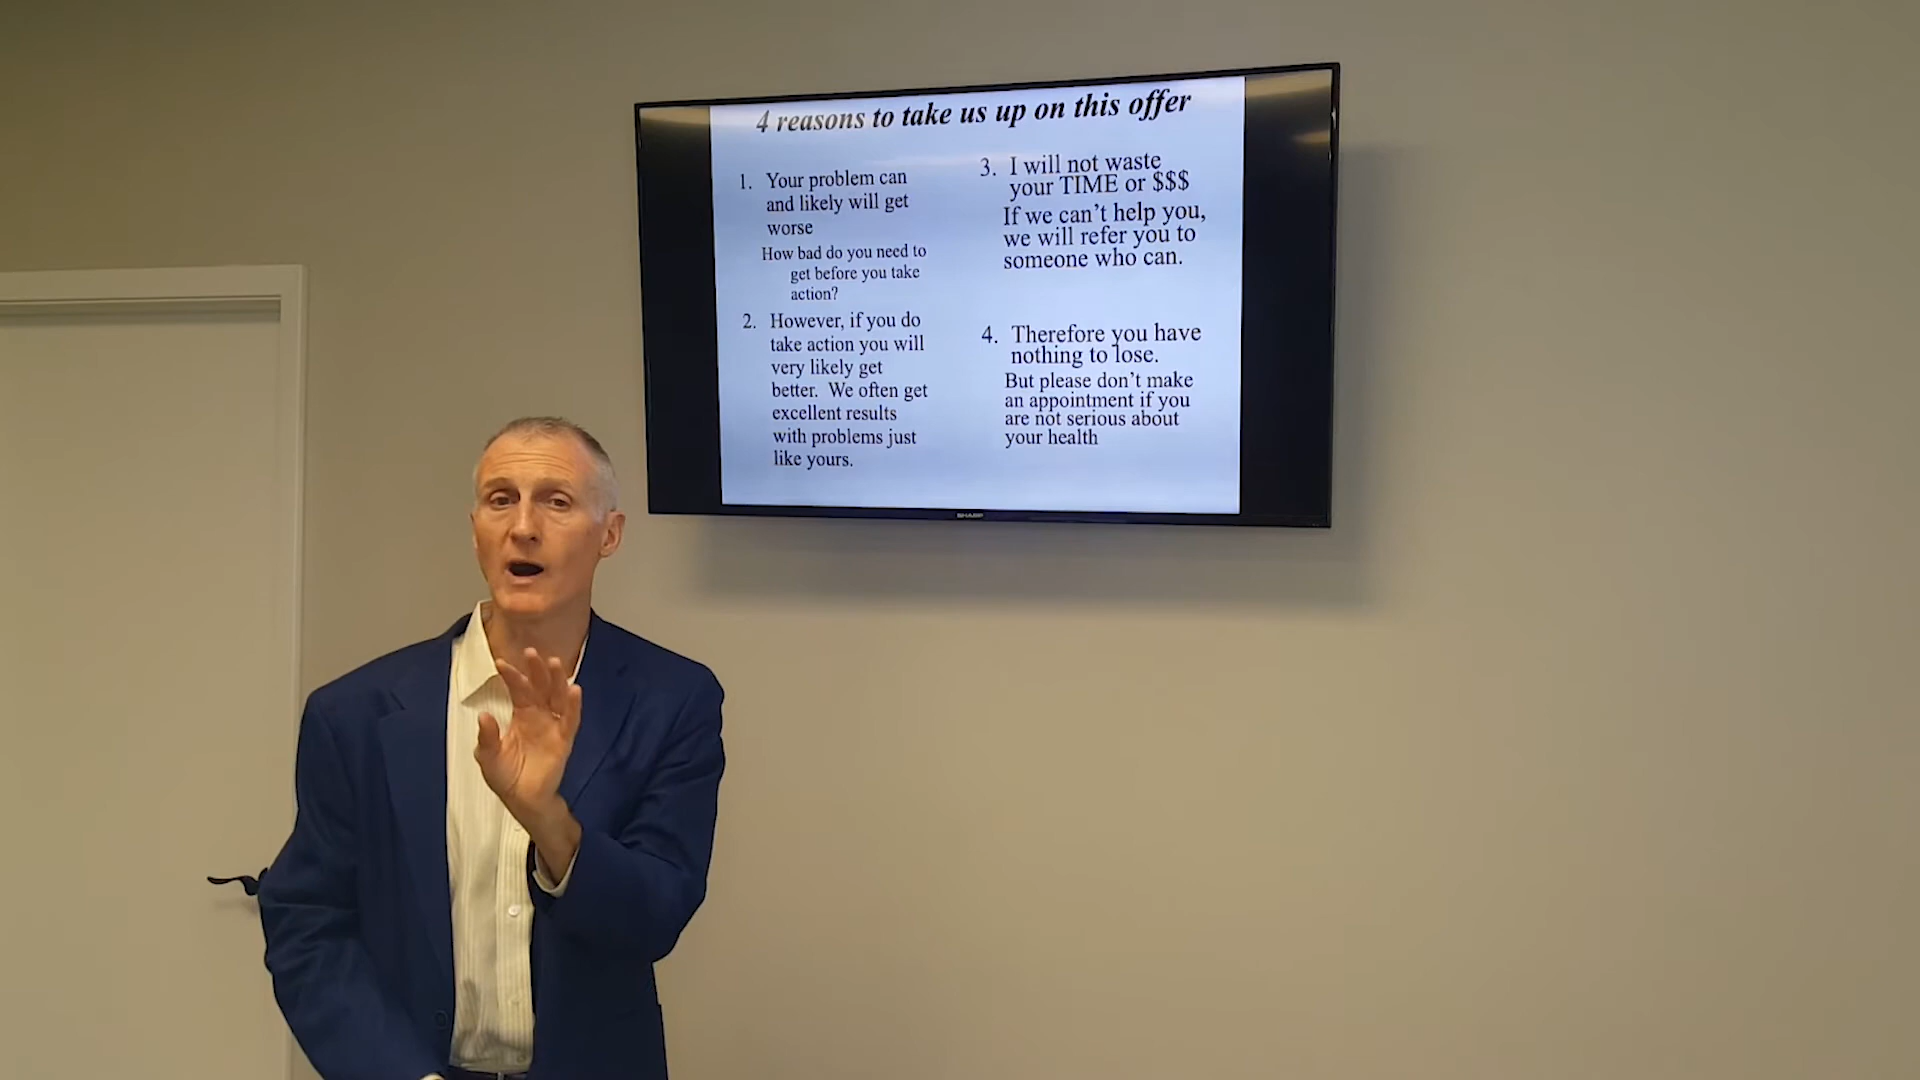 4 reasons to take us up on this offer
1. Your problem can
and likely will get
worse
How bad do you need to
get before you take
action?
2. However, if you do
take action you will
very likely get
better. We often get
excellent results
with problems just
like yours.
3. I will not waste
your TIME or $$$
If we can't help you,
we will refer you to
someone who can.
4. Therefore you have
nothing to lose.
But please don't make
an appointment if you
are not serious about
your health
SHARP